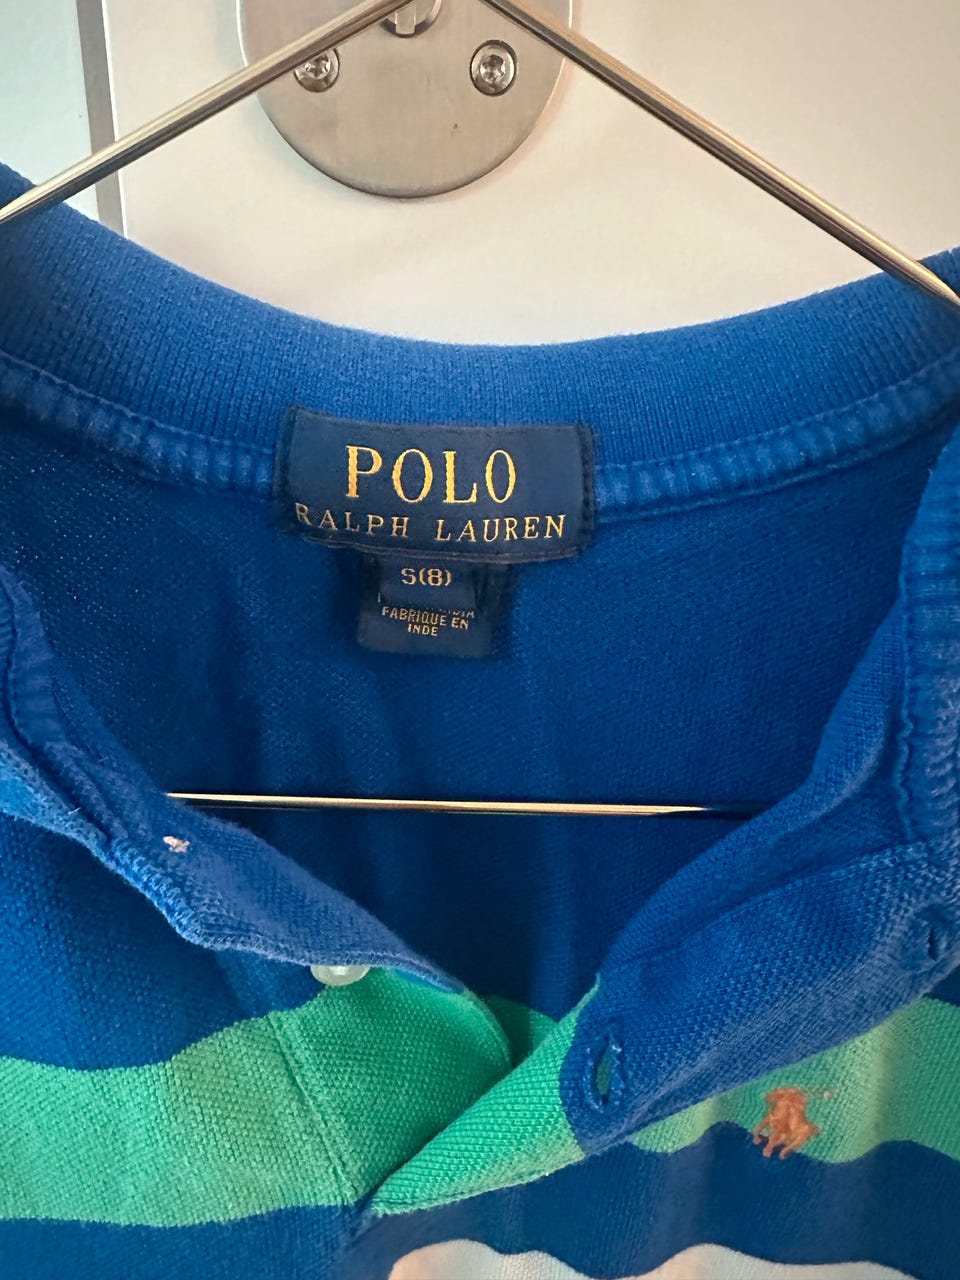 POLO
RALPH LAUREN
S(8)
FABRIQUE EN
INDE